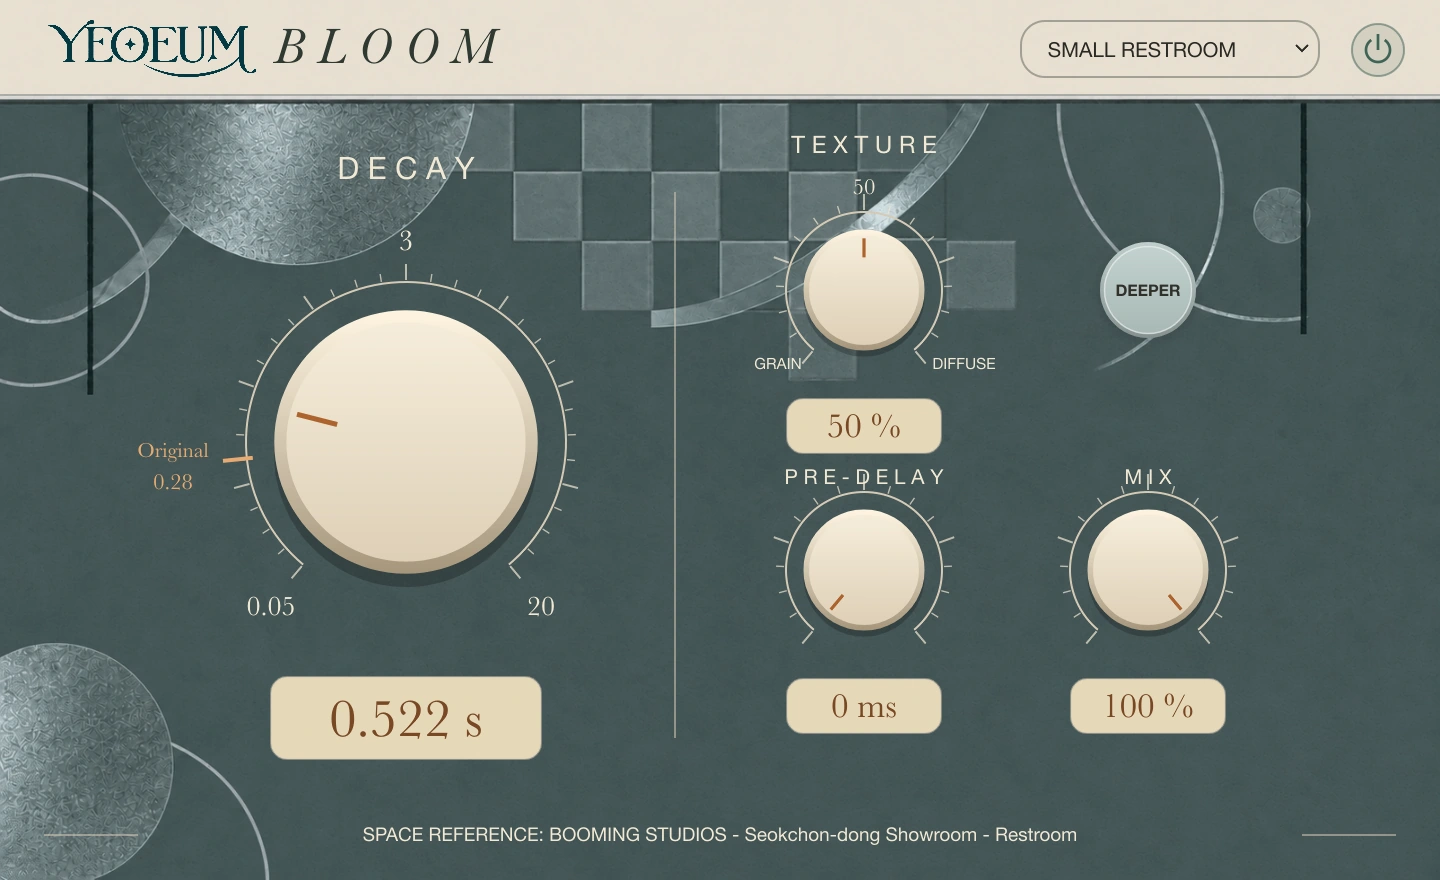 YEOEUM BLOOM
SMALL RESTROOM
DECAY
3
Original
0.28
0.05
20
0.522 s
TEXTURE
50
GRAIN
DIFFUSE
50 %
DEEPER
PRE-DELAY
0 ms
MIX
100 %
SPACE REFERENCE: BOOMING STUDIOS - Seokchon-dong Showroom - Restroom